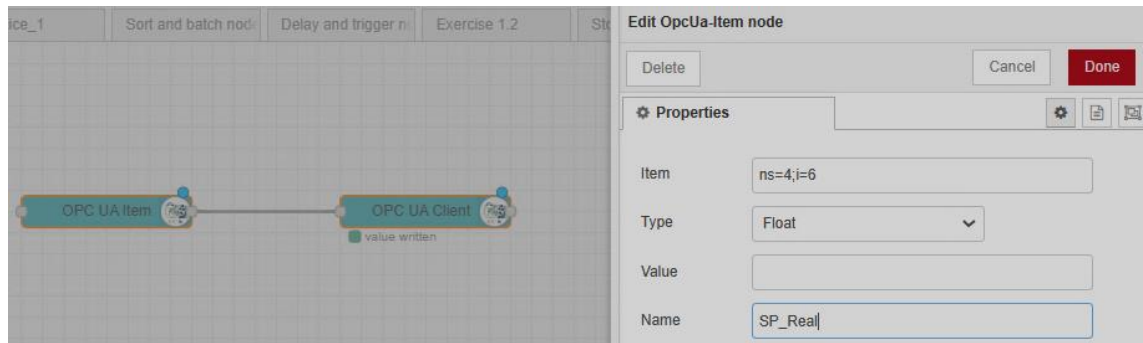 ice_1
Sort and batch node
Delay and trigger n
Exercise 1.2
Sto
OPC UA Item
OPC UA Client
value written
Edit OpcUa-Item node
Delete
Cancel
Done
Properties
Item
ns=4;i=6
Type
Float
Value
Name
SP_Real